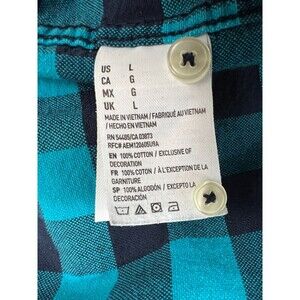 US L
CA G
MX G
UK L
MADE IN VIETNAM / FABRIQUÉ AU VIETNAM
/ HECHO EN VIETNAM
RN 54485/CA 03873
RFC# AEM120605U9A
EN 100% COTTON / EXCLUSIVE OF
DECORATION
FR 100% COTON / EXCEPTION DE LA
GARNITURE
SP 100% ALGODÓN / EXCEPTO LA
DECORACIÓN